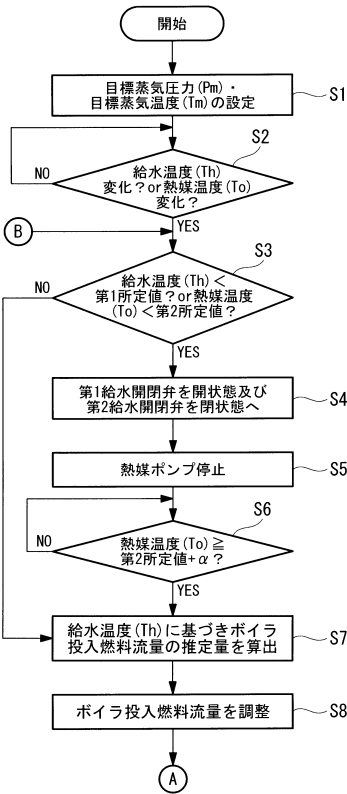 開始
目標蒸気圧力(Pm)・
目標蒸気温度(Tm)の設定
S1
S2
給水温度(Th)
変化?or熱媒温度(To)
変化?
NO
YES
B
S3
給水温度(Th)<
第1所定値?or熱媒温度
(To)<第2所定値?
NO
YES
第1給水開閉弁を開状態及び
第2給水開閉弁を閉状態へ
S4
熱媒ポンプ停止
S5
S6
熱媒温度(To)≧
第2所定値+α?
NO
YES
給水温度(Th)に基づきボイラ
投入燃料流量の推定量を算出
S7
ボイラ投入燃料流量を調整
S8
A